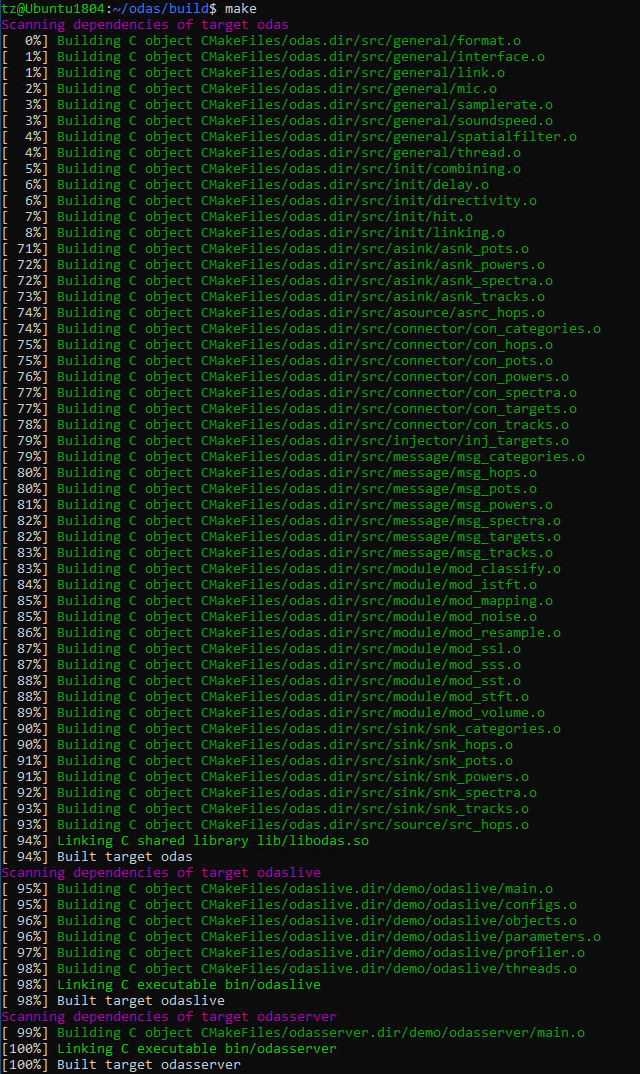 tz@Ubuntu1804:~/odas/build$ make
Scanning dependencies of target odas
[  0%] Building C object CMakeFiles/odas.dir/src/general/format.o
[  1%] Building C object CMakeFiles/odas.dir/src/general/interface.o
[  1%] Building C object CMakeFiles/odas.dir/src/general/link.o
[  2%] Building C object CMakeFiles/odas.dir/src/general/mic.o
[  3%] Building C object CMakeFiles/odas.dir/src/general/samplerate.o
[  3%] Building C object CMakeFiles/odas.dir/src/general/soundspeed.o
[  4%] Building C object CMakeFiles/odas.dir/src/general/spatialfilter.o
[  4%] Building C object CMakeFiles/odas.dir/src/general/thread.o
[  5%] Building C object CMakeFiles/odas.dir/src/init/combining.o
[  6%] Building C object CMakeFiles/odas.dir/src/init/delay.o
[  6%] Building C object CMakeFiles/odas.dir/src/init/directivity.o
[  7%] Building C object CMakeFiles/odas.dir/src/init/hit.o
[  8%] Building C object CMakeFiles/odas.dir/src/init/linking.o
[ 71%] Building C object CMakeFiles/odas.dir/src/asink/asnk_pots.o
[ 72%] Building C object CMakeFiles/odas.dir/src/asink/asnk_powers.o
[ 72%] Building C object CMakeFiles/odas.dir/src/asink/asnk_spectra.o
[ 73%] Building C object CMakeFiles/odas.dir/src/asink/asnk_tracks.o
[ 74%] Building C object CMakeFiles/odas.dir/src/asource/asrc_hops.o
[ 74%] Building C object CMakeFiles/odas.dir/src/connector/con_categories.o
[ 75%] Building C object CMakeFiles/odas.dir/src/connector/con_hops.o
[ 75%] Building C object CMakeFiles/odas.dir/src/connector/con_pots.o
[ 76%] Building C object CMakeFiles/odas.dir/src/connector/con_powers.o
[ 77%] Building C object CMakeFiles/odas.dir/src/connector/con_spectra.o
[ 77%] Building C object CMakeFiles/odas.dir/src/connector/con_targets.o
[ 78%] Building C object CMakeFiles/odas.dir/src/connector/con_tracks.o
[ 79%] Building C object CMakeFiles/odas.dir/src/injector/inj_targets.o
[ 79%] Building C object CMakeFiles/odas.dir/src/message/msg_categories.o
[ 80%] Building C object CMakeFiles/odas.dir/src/message/msg_hops.o
[ 80%] Building C object CMakeFiles/odas.dir/src/message/msg_pots.o
[ 81%] Building C object CMakeFiles/odas.dir/src/message/msg_powers.o
[ 82%] Building C object CMakeFiles/odas.dir/src/message/msg_spectra.o
[ 82%] Building C object CMakeFiles/odas.dir/src/message/msg_targets.o
[ 83%] Building C object CMakeFiles/odas.dir/src/message/msg_tracks.o
[ 83%] Building C object CMakeFiles/odas.dir/src/module/mod_classify.o
[ 84%] Building C object CMakeFiles/odas.dir/src/module/mod_istft.o
[ 85%] Building C object CMakeFiles/odas.dir/src/module/mod_mapping.o
[ 85%] Building C object CMakeFiles/odas.dir/src/module/mod_noise.o
[ 86%] Building C object CMakeFiles/odas.dir/src/module/mod_resample.o
[ 87%] Building C object CMakeFiles/odas.dir/src/module/mod_ssl.o
[ 87%] Building C object CMakeFiles/odas.dir/src/module/mod_sss.o
[ 88%] Building C object CMakeFiles/odas.dir/src/module/mod_sst.o
[ 88%] Building C object CMakeFiles/odas.dir/src/module/mod_stft.o
[ 89%] Building C object CMakeFiles/odas.dir/src/module/mod_volume.o
[ 90%] Building C object CMakeFiles/odas.dir/src/sink/snk_categories.o
[ 90%] Building C object CMakeFiles/odas.dir/src/sink/snk_hops.o
[ 91%] Building C object CMakeFiles/odas.dir/src/sink/snk_pots.o
[ 91%] Building C object CMakeFiles/odas.dir/src/sink/snk_powers.o
[ 92%] Building C object CMakeFiles/odas.dir/src/sink/snk_spectra.o
[ 93%] Building C object CMakeFiles/odas.dir/src/sink/snk_tracks.o
[ 93%] Building C object CMakeFiles/odas.dir/src/source/src_hops.o
[ 94%] Linking C shared library lib/libodas.so
[ 94%] Built target odas
Scanning dependencies of target odaslive
[ 95%] Building C object CMakeFiles/odaslive.dir/demo/odaslive/main.o
[ 95%] Building C object CMakeFiles/odaslive.dir/demo/odaslive/configs.o
[ 96%] Building C object CMakeFiles/odaslive.dir/demo/odaslive/objects.o
[ 96%] Building C object CMakeFiles/odaslive.dir/demo/odaslive/parameters.o
[ 97%] Building C object CMakeFiles/odaslive.dir/demo/odaslive/profiler.o
[ 98%] Building C object CMakeFiles/odaslive.dir/demo/odaslive/threads.o
[ 98%] Linking C executable bin/odaslive
[ 98%] Built target odaslive
Scanning dependencies of target odasserver
[ 99%] Building C object CMakeFiles/odasserver.dir/demo/odasserver/main.o
[100%] Linking C executable bin/odasserver
[100%] Built target odasserver